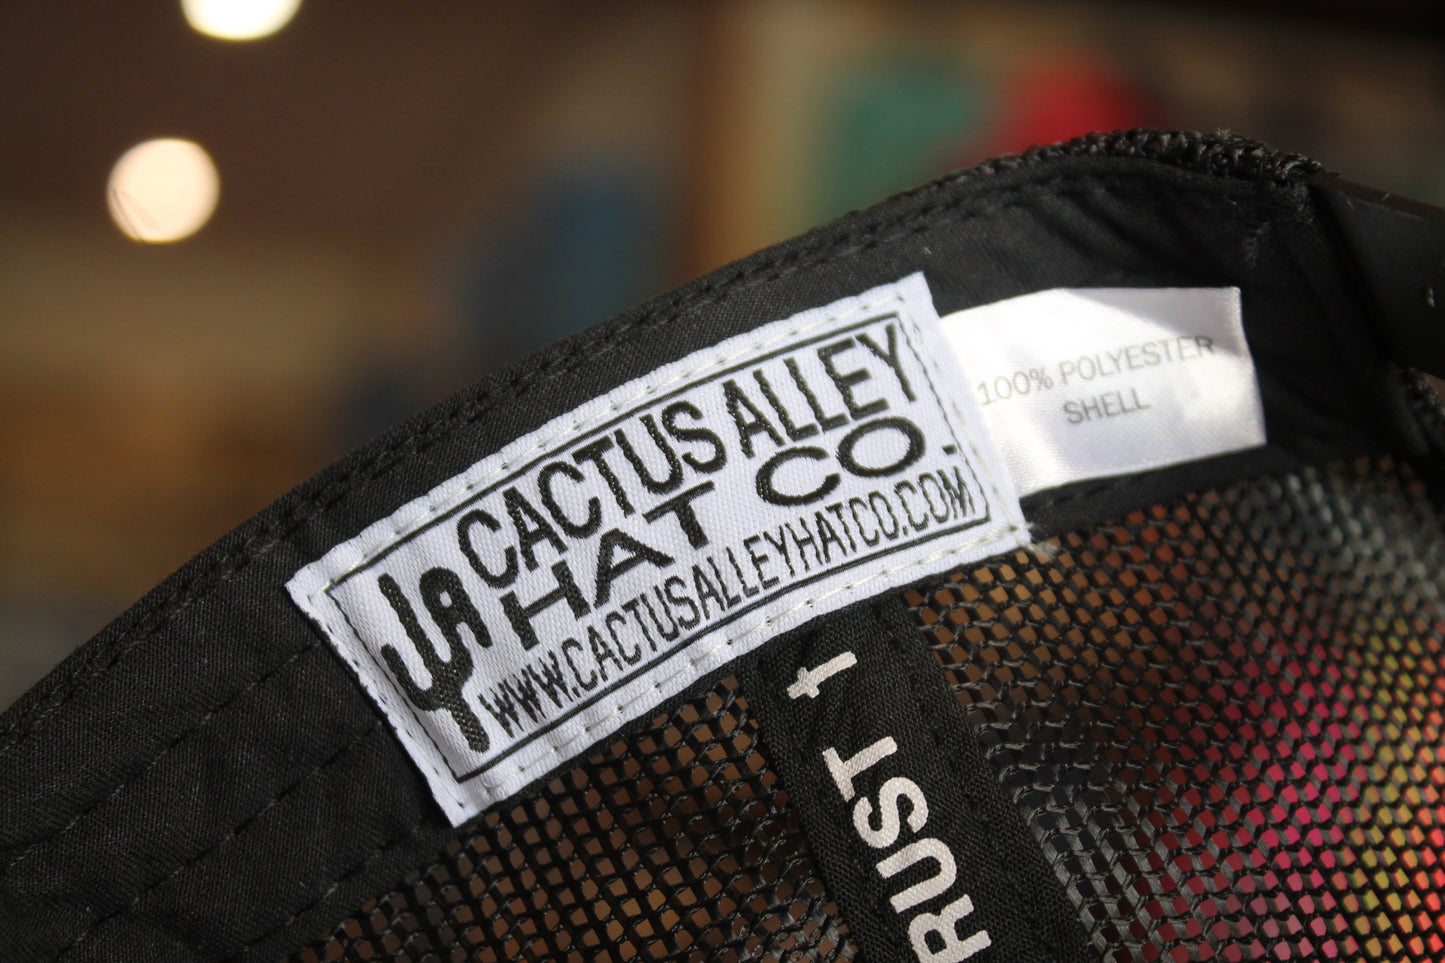 CACTUS ALLEY
HAT CO.
WWW.CACTUSALLEYHATCO.COM
100% POLYESTER
SHELL
RUST t